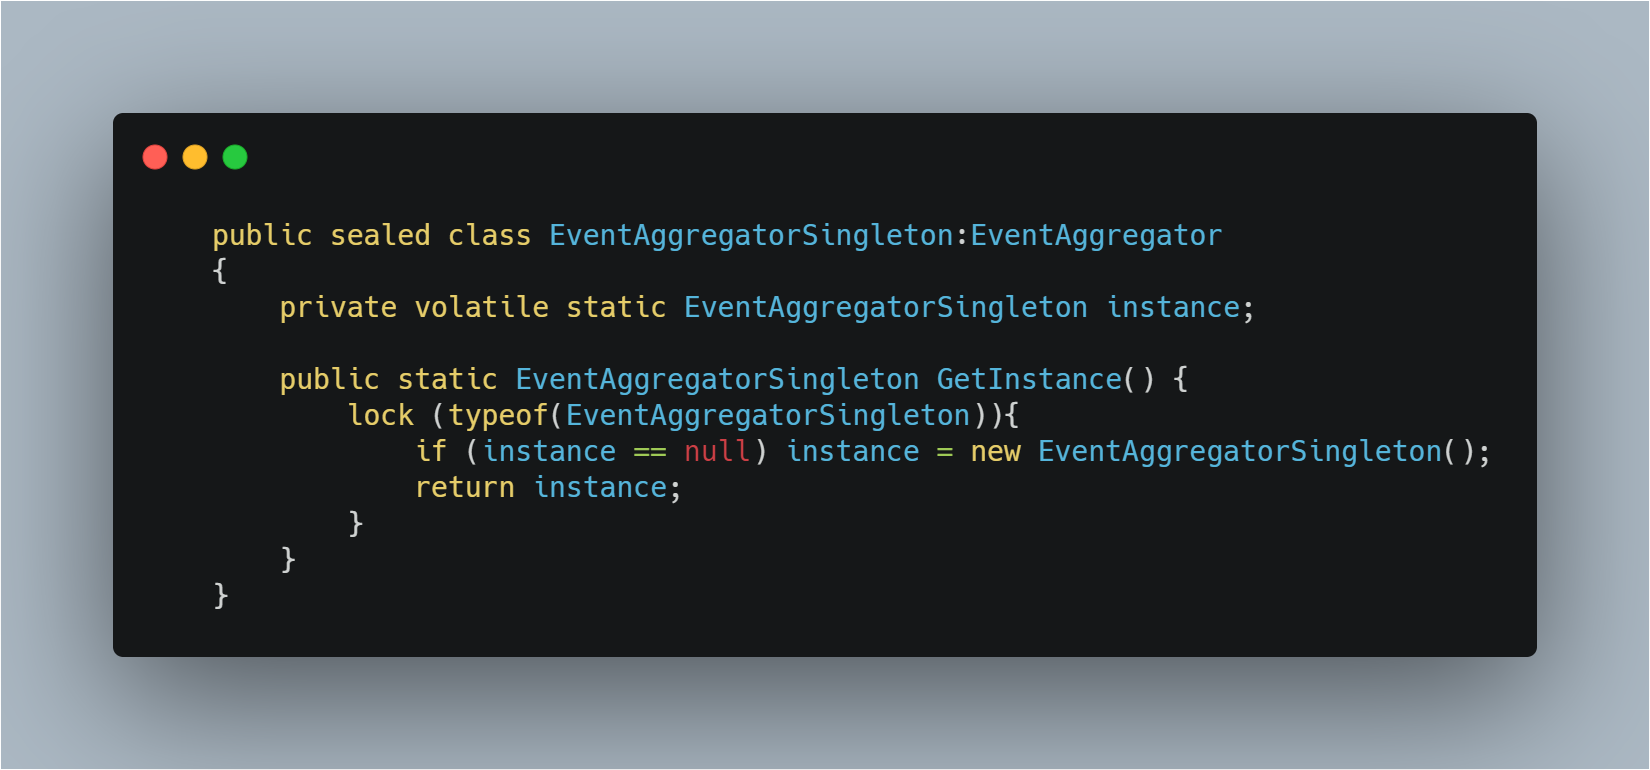 public sealed class EventAggregatorSingleton:EventAggregator
{
    private volatile static EventAggregatorSingleton instance;

    public static EventAggregatorSingleton GetInstance() {
        lock (typeof(EventAggregatorSingleton)){
            if (instance == null) instance = new EventAggregatorSingleton();
            return instance;
        }
    }
}